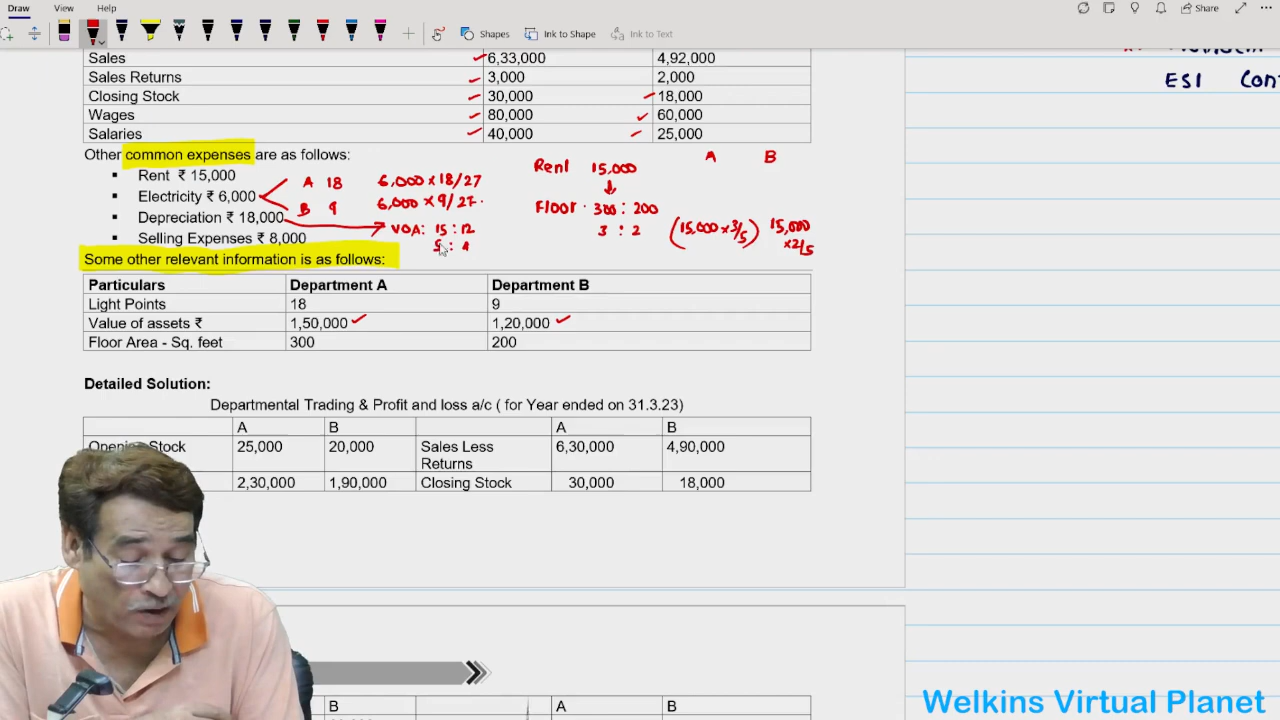 Draw View Help
Share
Shapes Ink to Shape Ink to Text
Sales 6,33,000 4,92,000
Sales Returns 3,000 2,000
ESI
Closing Stock 30,000 18,000
Wages 80,000 60,000
Salaries 40,000 25,000
Other common expenses are as follows:
A B
Rent 15,000
Rent ₹ 15,000
A 18 6,000 × 18/27
Electricity ₹ 6,000
B 9 6,000 × 9/27
Floor 300 : 200
Depreciation ₹ 18,000
VOA: 15 : 12
3 : 2 (15,000 × 3/5) 15,000 × 2/5
Selling Expenses ₹ 8,000
5 : 4
Some other relevant information is as follows:
Particulars Department A Department B
Light Points 18 9
Value of assets ₹ 1,50,000 1,20,000
Floor Area - Sq. feet 300 200
Detailed Solution:
Departmental Trading & Profit and loss a/c ( for Year ended on 31.3.23)
A B A B
Opening Stock 25,000 20,000 Sales Less Returns 6,30,000 4,90,000
2,30,000 1,90,000 Closing Stock 30,000 18,000
B A B
Welkins Virtual Planet